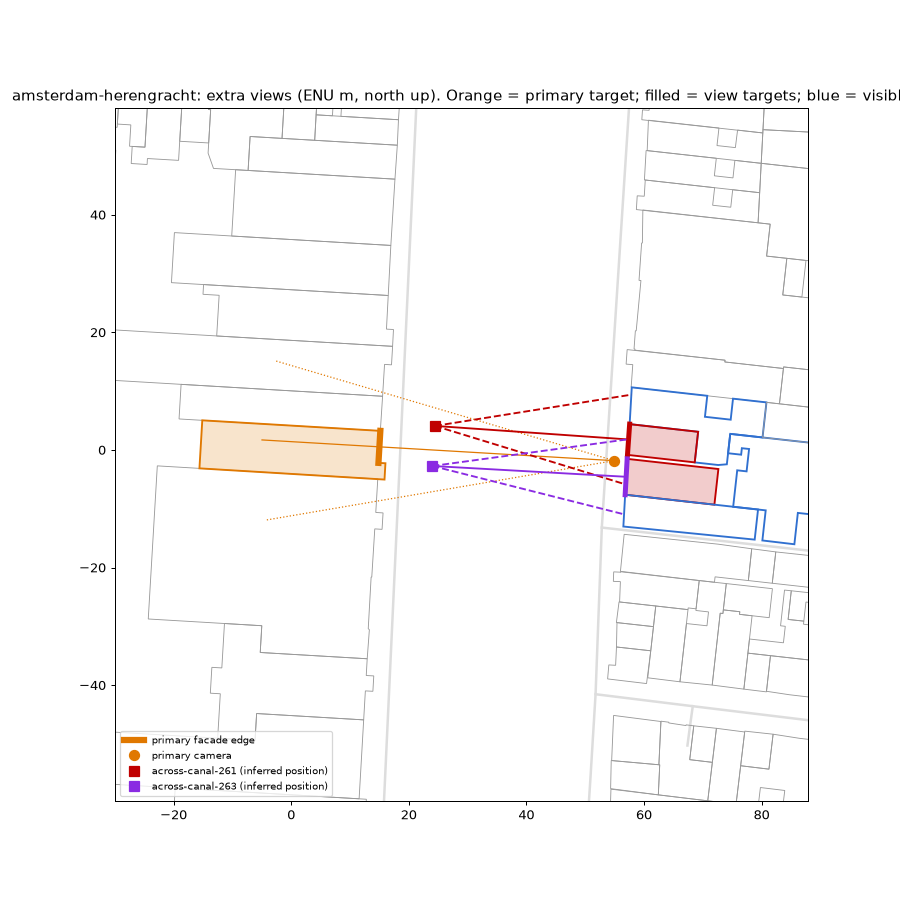 amsterdam-herengracht: extra views (ENU m, north up). Orange = primary target; filled = view targets; blue = visibl
40
20
0
−20
−40
−20
0
20
40
60
80
primary facade edge
primary camera
across-canal-261 (inferred position)
across-canal-263 (inferred position)